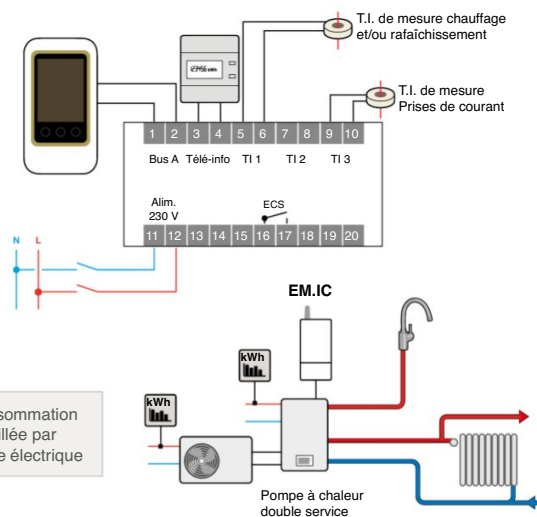 T.I. de mesure chauffage
et/ou rafaîchissement
T.I. de mesure
Prises de courant
1 2 3 4 5 6 7 8 9 10
Bus A Télé-info TI 1 TI 2 TI 3
Alim.
230 V
ECS
11 12 13 14 15 16 17 18 19 20
N L
EM.IC
kWh
kWh
sommation
illée par
e électrique
Pompe à chaleur
double service